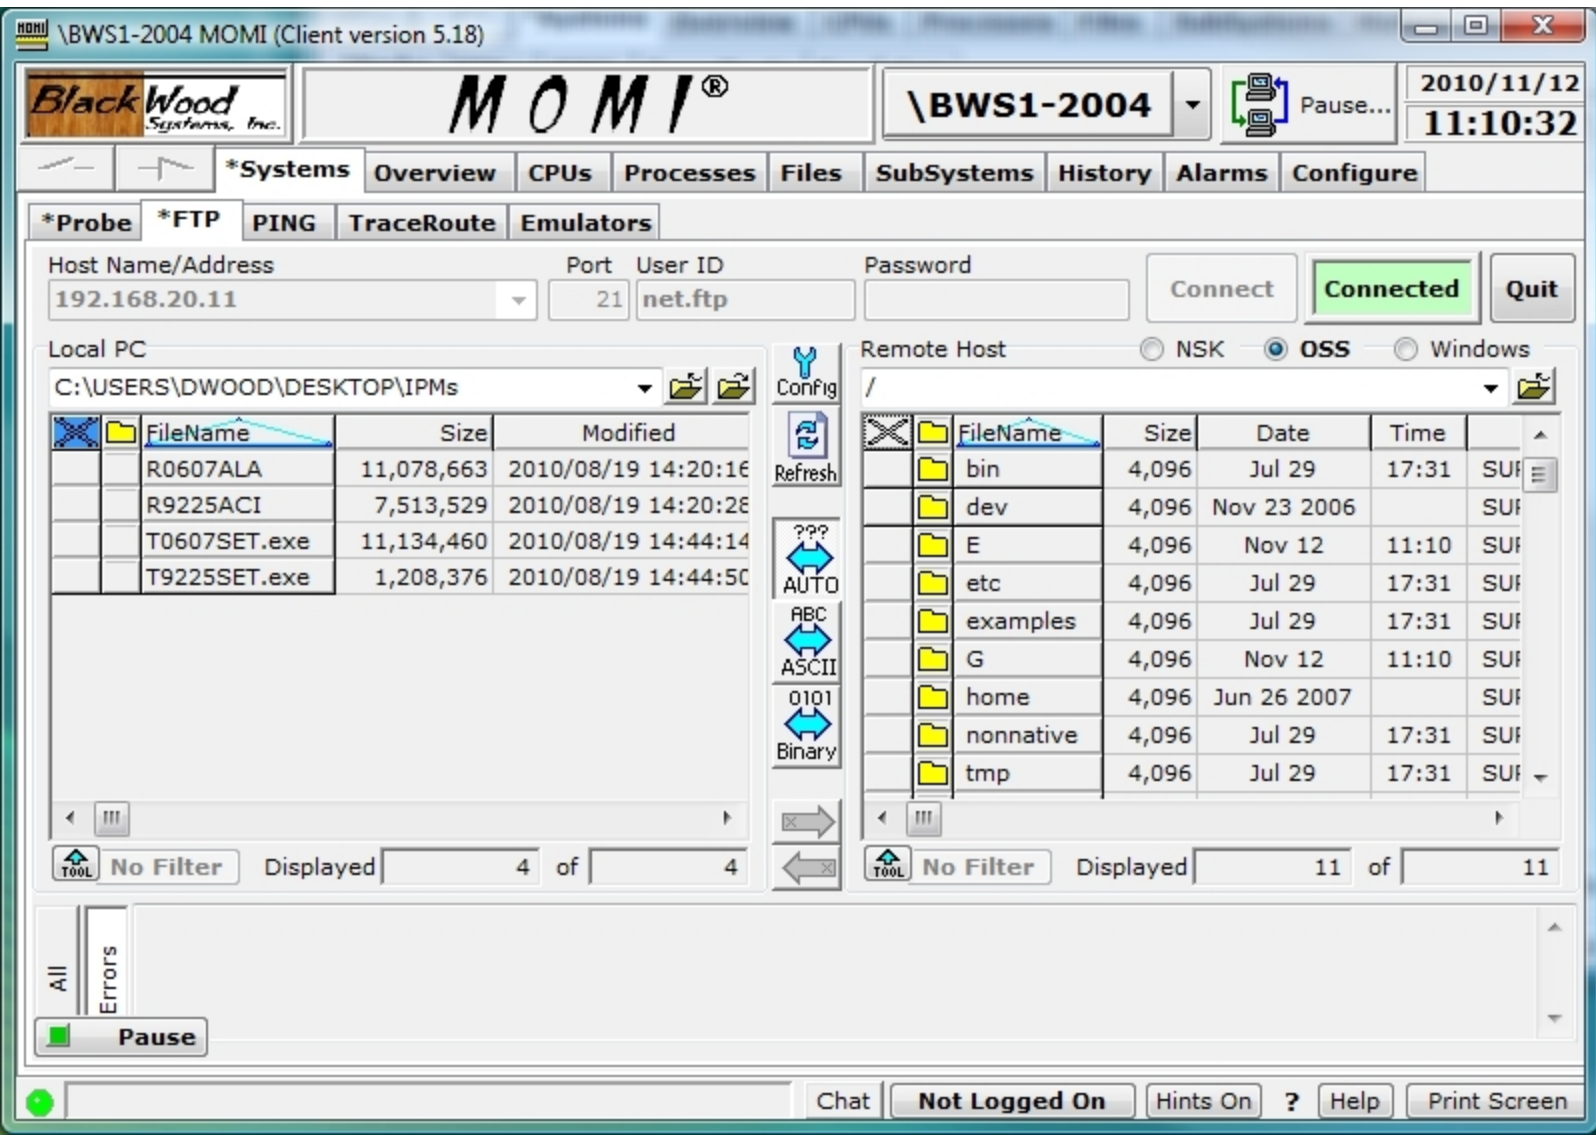 MOMI \BWS1-2004 MOMI (Client version 5.18)
BlackWood Systems, Inc. MOMI® \BWS1-2004 Pause... 2010/11/12
11:10:32
*Systems Overview CPUs Processes Files SubSystems History Alarms Configure
*Probe *FTP PING TraceRoute Emulators
Host Name/Address Port User ID Password
192.168.20.11 21 net.ftp Connect Connected Quit
Local PC Remote Host NSK OSS Windows
C:\USERS\DWOOD\DESKTOP\IPMs Config /
FileName Size Modified
R0607ALA 11,078,663 2010/08/19 14:20:16
R9225ACI 7,513,529 2010/08/19 14:20:28
T0607SET.exe 11,134,460 2010/08/19 14:44:14
T9225SET.exe 1,208,376 2010/08/19 14:44:50
Refresh
???
AUTO
ABC
ASCII
0101
Binary
FileName Size Date Time
bin 4,096 Jul 29 17:31
dev 4,096 Nov 23 2006
E 4,096 Nov 12 11:10
etc 4,096 Jul 29 17:31
examples 4,096 Jul 29 17:31
G 4,096 Nov 12 11:10
home 4,096 Jun 26 2007
nonnative 4,096 Jul 29 17:31
tmp 4,096 Jul 29 17:31
TOOL No Filter Displayed 4 of 4
TOOL No Filter Displayed 11 of 11
All
Errors
Pause
Chat Not Logged On Hints On ? Help Print Screen